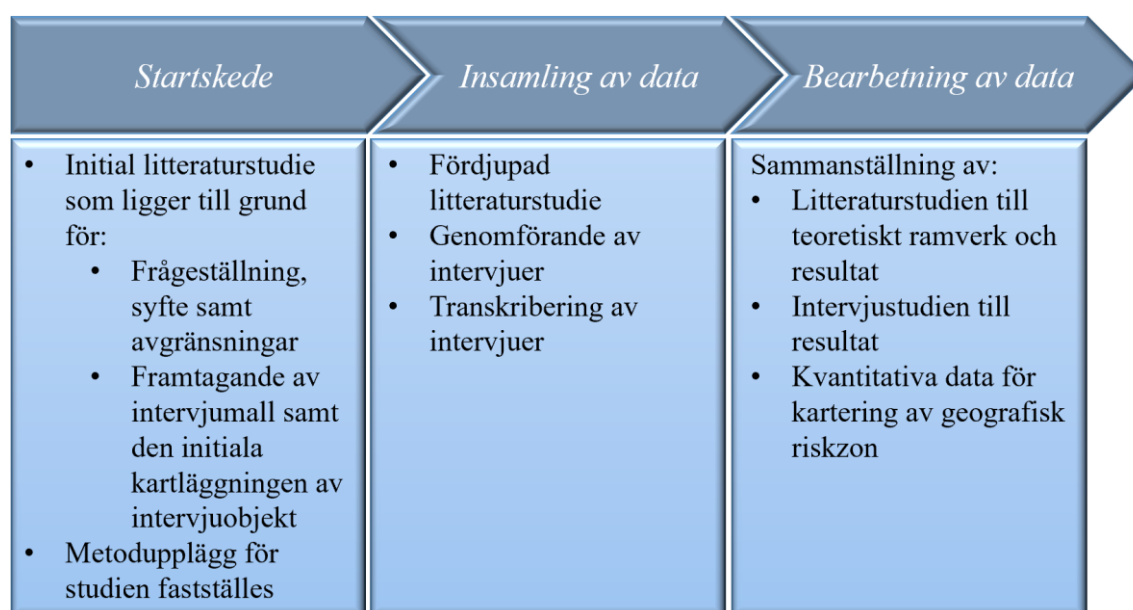 Startskede
Insamling av data
Bearbetning av data
• Initial litteraturstudie
som ligger till grund
för:
• Frågeställning,
syfte samt
avgränsningar
• Framtagande av
intervjumall samt
den initiala
kartläggningen av
intervjuobjekt
• Metodupplägg för
studien fastställes
• Fördjupad
litteraturstudie
• Genomförande av
intervjuer
• Transkribering av
intervjuer
Sammanställning av:
• Litteraturstudien till
teoretiskt ramverk och
resultat
• Intervjustudien till
resultat
• Kvantitativa data för
kartering av geografisk
riskzon